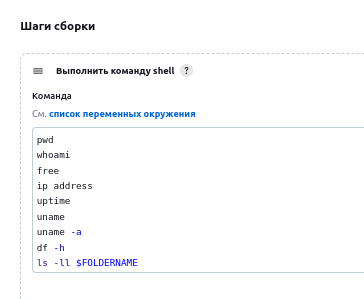 Шаги сборки
Выполнить команду shell ?
Команда
См. список переменных окружения
pwd
whoami
free
ip address
uptime
uname
uname -a
df -h
ls -ll $FOLDERNAME